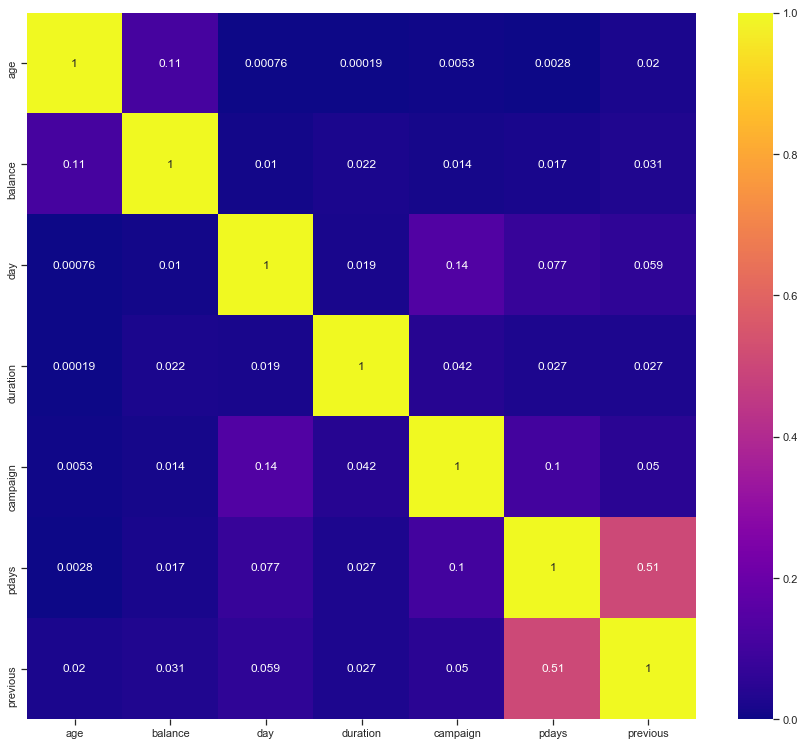 age 1 0.11 0.00076 0.00019 0.0053 0.0028 0.02
balance 0.11 1 0.01 0.022 0.014 0.017 0.031
day 0.00076 0.01 1 0.019 0.14 0.077 0.059
duration 0.00019 0.022 0.019 1 0.042 0.027 0.027
campaign 0.0053 0.014 0.14 0.042 1 0.1 0.05
pdays 0.0028 0.017 0.077 0.027 0.1 1 0.51
previous 0.02 0.031 0.059 0.027 0.05 0.51 1
age balance day duration campaign pdays previous
1.0
0.8
0.6
0.4
0.2
0.0